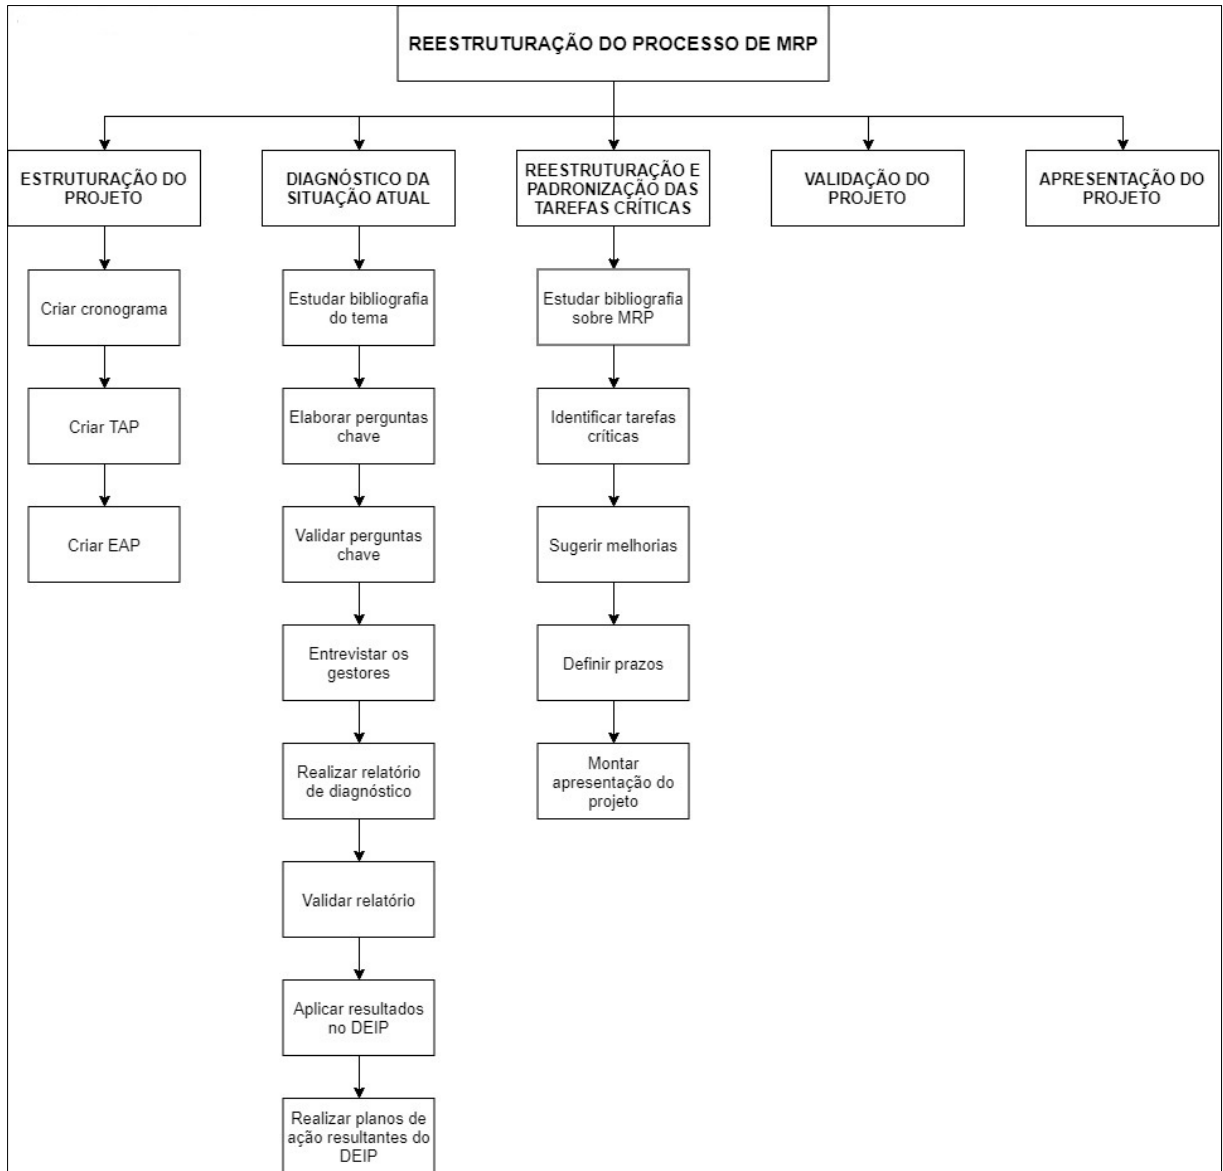 REESTRUTURAÇÃO DO PROCESSO DE MRP
ESTRUTURAÇÃO DO
PROJETO
DIAGNÓSTICO DA
SITUAÇÃO ATUAL
REESTRUTURAÇÃO E
PADRONIZAÇÃO DAS
TAREFAS CRÍTICAS
VALIDAÇÃO DO
PROJETO
APRESENTAÇÃO DO
PROJETO
Criar cronograma
Criar TAP
Criar EAP
Estudar bibliografia
do tema
Elaborar perguntas
chave
Validar perguntas
chave
Entrevistar os
gestores
Realizar relatório
de diagnóstico
Validar relatório
Aplicar resultados
no DEIP
Realizar planos de
ação resultantes do
DEIP
Estudar bibliografia
sobre MRP
Identificar tarefas
críticas
Sugerir melhorias
Definir prazos
Montar
apresentação do
projeto